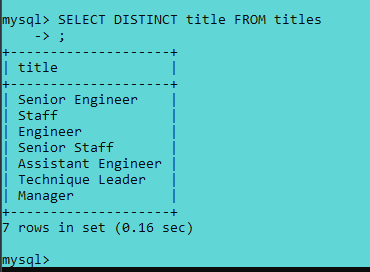 mysql> SELECT DISTINCT title FROM titles
    -> ;
+--------------------+
| title              |
+--------------------+
| Senior Engineer    |
| Staff              |
| Engineer           |
| Senior Staff       |
| Assistant Engineer |
| Technique Leader   |
| Manager            |
+--------------------+
7 rows in set (0.16 sec)

mysql>